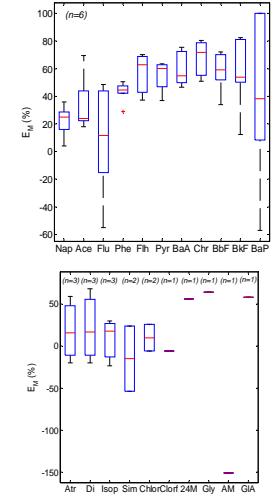 (n=6)
100
80
60
40
20
0
-20
-40
-60
E_M (%)
Nap Ace Flu Phe Flh Pyr BaA Chr BbF BkF BaP
(n=3) (n=3) (n=3) (n=2) (n=2) (n=1) (n=1) (n=1) (n=1) (n=1)
50
0
-50
-100
-150
E_M (%)
Atr Di Isop Sim Chlor Clorf 24M Gly AM GlA